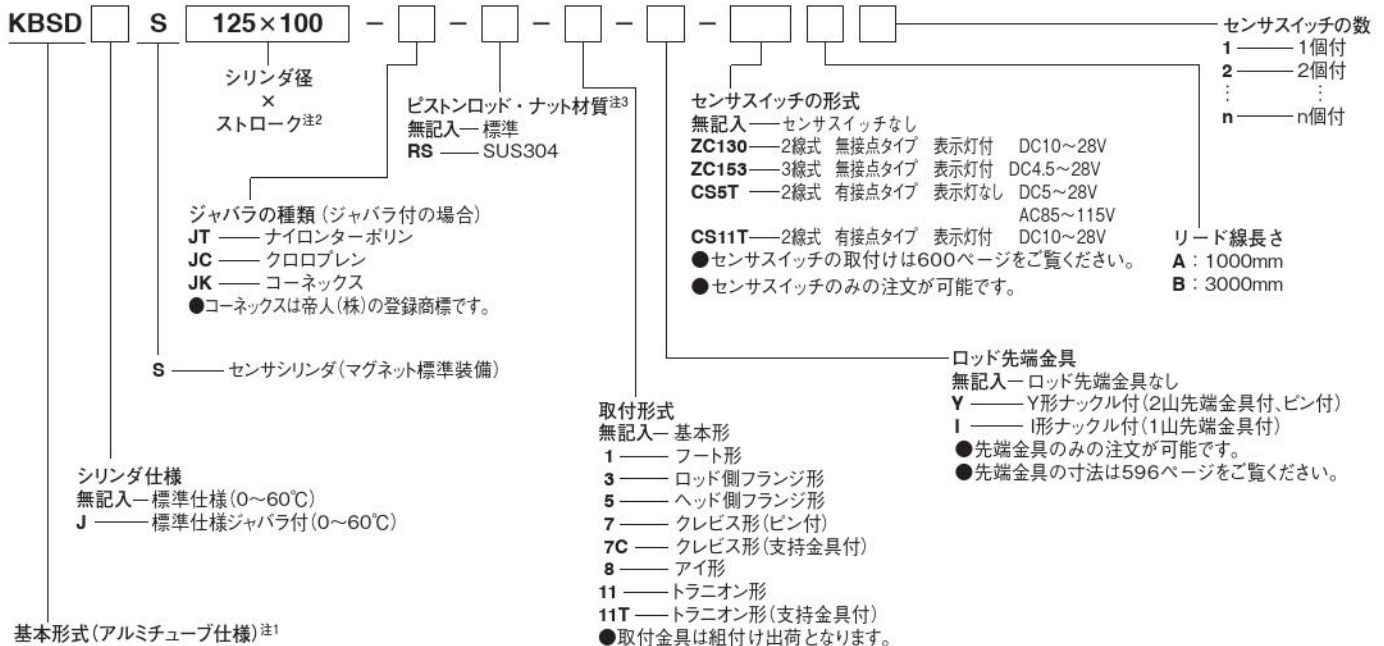 KBSD S 125×100 － － － － －
センサスイッチの数
1 ―― 1個付
2 ―― 2個付
⋮ ⋮
n ―― n個付
シリンダ径
×
ストローク注2
ピストンロッド・ナット材質注3
無記入―標準
RS ―― SUS304
センサスイッチの形式
無記入――センサスイッチなし
ZC130――2線式 無接点タイプ 表示灯付 DC10～28V
ZC153――3線式 無接点タイプ 表示灯付 DC4.5～28V
CS5T ――2線式 有接点タイプ 表示灯なし DC5～28V
AC85～115V
CS11T――2線式 有接点タイプ 表示灯付 DC10～28V
●センサスイッチの取付けは600ページをご覧ください。
●センサスイッチのみの注文が可能です。
リード線長さ
A：1000mm
B：3000mm
ジャバラの種類（ジャバラ付の場合）
JT ―― ナイロンターポリン
JC ―― クロロプレン
JK ―― コーネックス
●コーネックスは帝人（株）の登録商標です。
S ―― センサシリンダ（マグネット標準装備）
ロッド先端金具
無記入―ロッド先端金具なし
Y ―― Y形ナックル付（2山先端金具付、ピン付）
I ―― I形ナックル付（1山先端金具付）
●先端金具のみの注文が可能です。
●先端金具の寸法は596ページをご覧ください。
取付形式
無記入―基本形
1 ―― フート形
3 ―― ロッド側フランジ形
5 ―― ヘッド側フランジ形
7 ―― クレビス形（ピン付）
7C ―― クレビス形（支持金具付）
8 ―― アイ形
11 ――トラニオン形
11T ――トラニオン形（支持金具付）
●取付金具は組付け出荷となります。
シリンダ仕様
無記入―標準仕様（0～60℃）
J ――標準仕様ジャバラ付（0～60℃）
基本形式（アルミチューブ仕様）注1